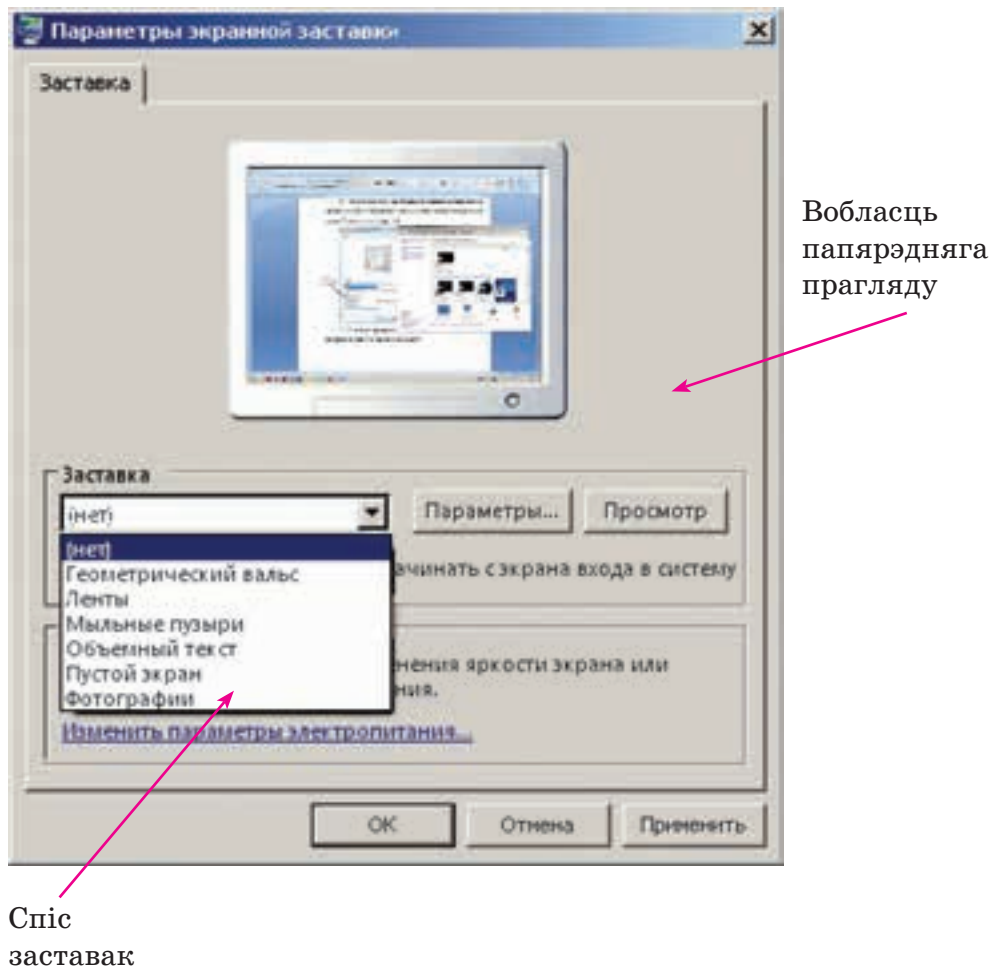 Параметры экранной заставки
Заставка
Вобласць
папярэдняга
прагляду
Заставка
(нет)
Параметры...
Просмотр
(нет)
Геометрический вальс
ачинать с экрана входа в систему
Ленты
Мыльные пузыри
Объемный текст
нения яркости экрана или
Пустой экран
ния.
Фотографии
Изменить параметры электропитания...
ОК
Отмена
Применить
Спіс
заставак